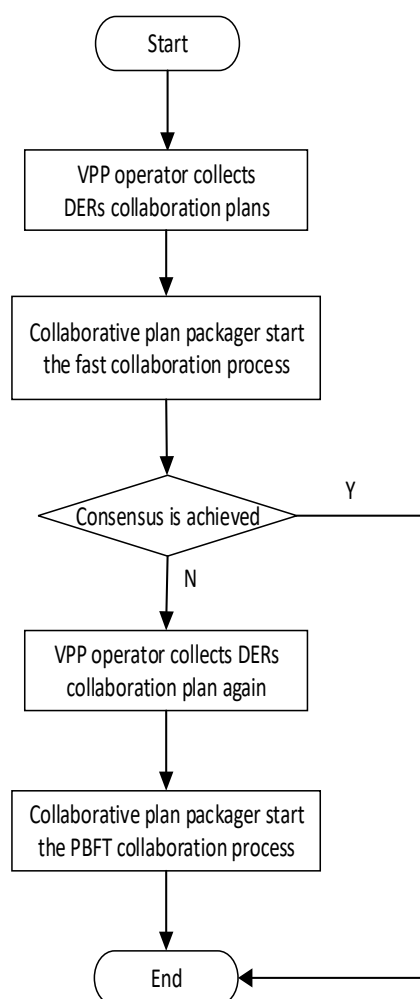 Start
VPP operator collects
DERs collaboration plans
Collaborative plan packager start
the fast collaboration process
Consensus is achieved
Y
N
VPP operator collects DERs
collaboration plan again
Collaborative plan packager start
the PBFT collaboration process
End